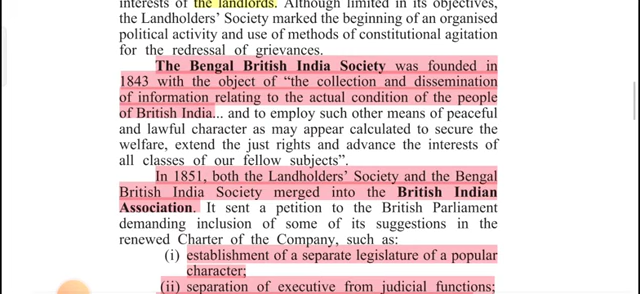 interests of the landlords. Although limited in its objectives,
the Landholders’ Society marked the beginning of an organised
political activity and use of methods of constitutional agitation
for the redressal of grievances.
The Bengal British India Society was founded in
1843 with the object of “the collection and dissemination
of information relating to the actual condition of the people
of British India... and to employ such other means of peaceful
and lawful character as may appear calculated to secure the
welfare, extend the just rights and advance the interests of
all classes of our fellow subjects”.
In 1851, both the Landholders’ Society and the Bengal
British India Society merged into the British Indian
Association. It sent a petition to the British Parliament
demanding inclusion of some of its suggestions in the
renewed Charter of the Company, such as:
(i) establishment of a separate legislature of a popular
character;
(ii) separation of executive from judicial functions;